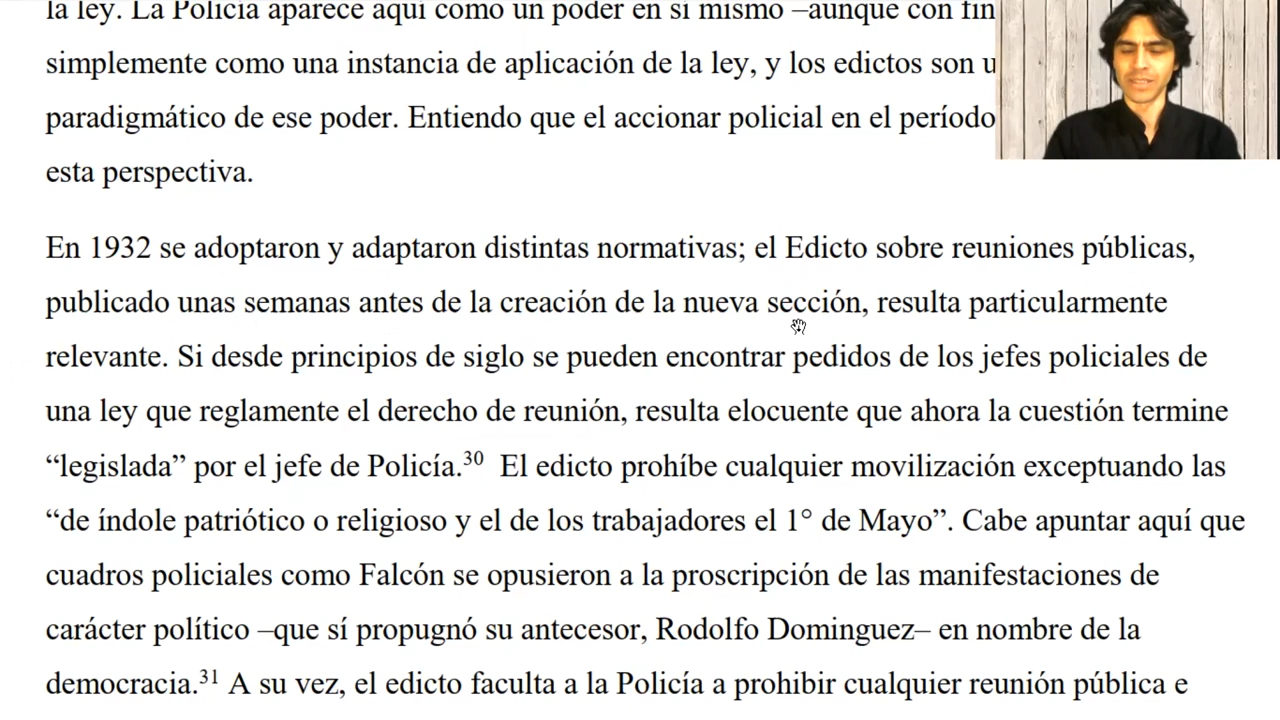 la ley. La Policía aparece aquí como un poder en sí mismo –aunque con fin
simplemente como una instancia de aplicación de la ley, y los edictos son u
paradigmático de ese poder. Entiendo que el accionar policial en el período
esta perspectiva.
En 1932 se adoptaron y adaptaron distintas normativas; el Edicto sobre reuniones públicas,
publicado unas semanas antes de la creación de la nueva sección, resulta particularmente
relevante. Si desde principios de siglo se pueden encontrar pedidos de los jefes policiales de
una ley que reglamente el derecho de reunión, resulta elocuente que ahora la cuestión termine
“legislada” por el jefe de Policía.³⁰ El edicto prohíbe cualquier movilización exceptuando las
“de índole patriótico o religioso y el de los trabajadores el 1° de Mayo”. Cabe apuntar aquí que
cuadros policiales como Falcón se opusieron a la proscripción de las manifestaciones de
carácter político –que sí propugnó su antecesor, Rodolfo Dominguez– en nombre de la
democracia.³¹ A su vez, el edicto faculta a la Policía a prohibir cualquier reunión pública e